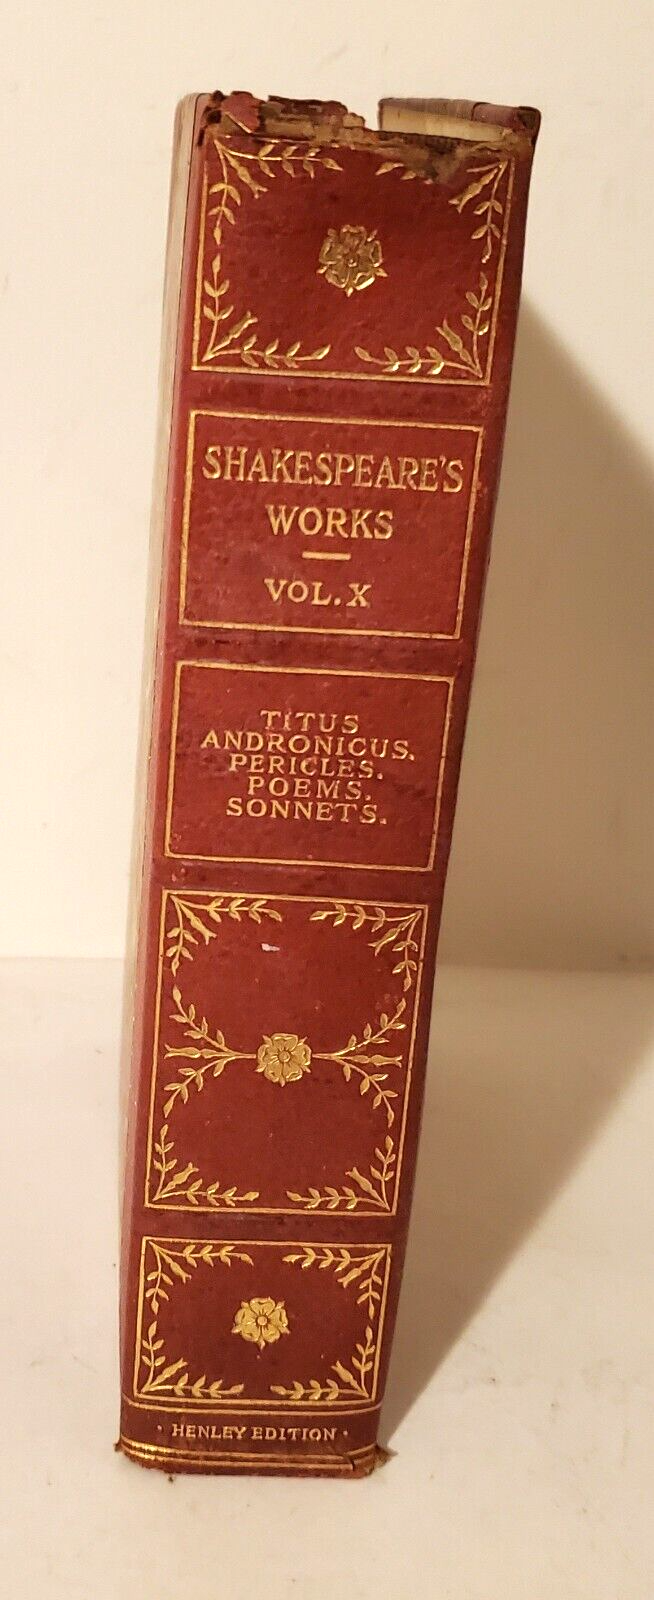 SHAKESPEARE'S
WORKS
VOL. X
TITUS
ANDRONICUS.
PERICLES.
POEMS.
SONNETS.
· HENLEY EDITION ·